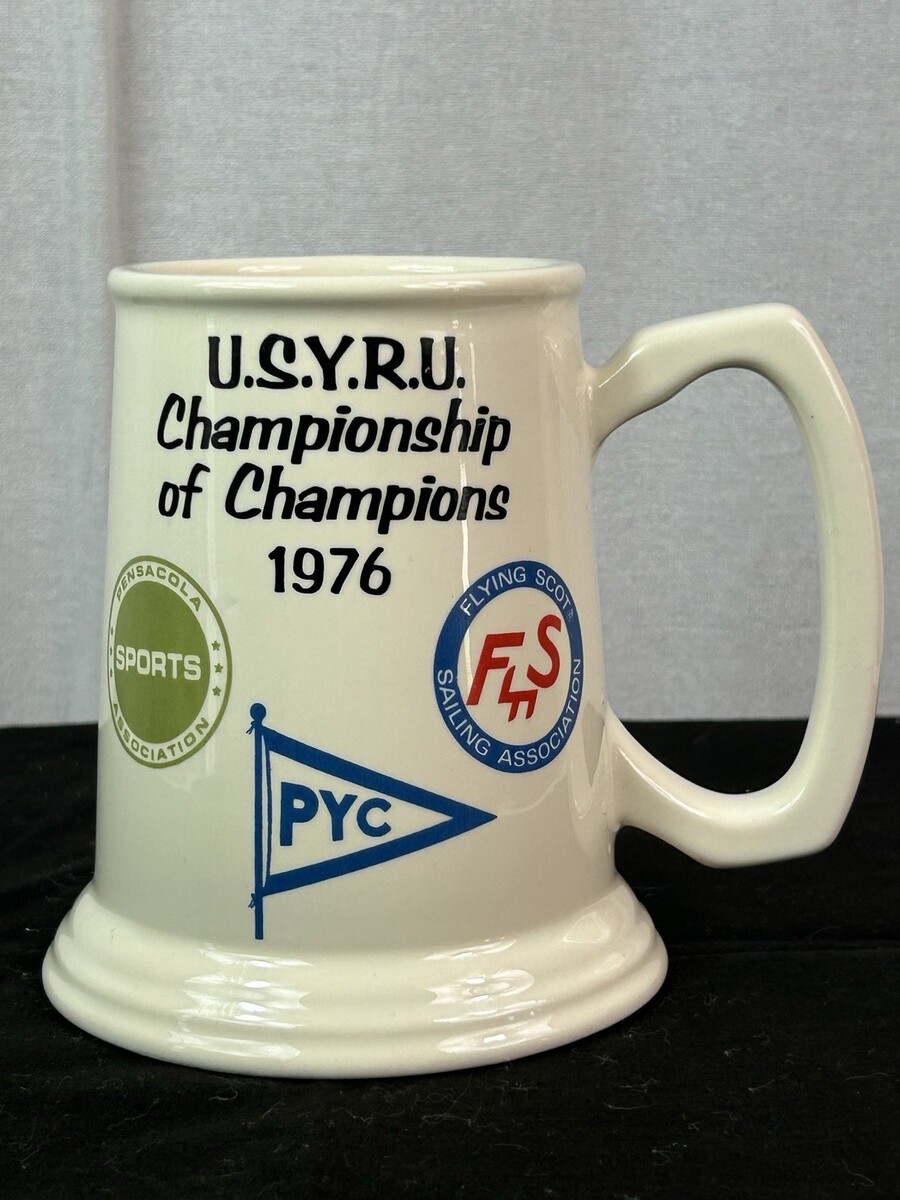 U.S.Y.R.U.
Championship
of Champions
1976
PENSACOLA
SPORTS
ASSOCIATION
FLYING SCOT®
FS
SAILING ASSOCIATION
PYC